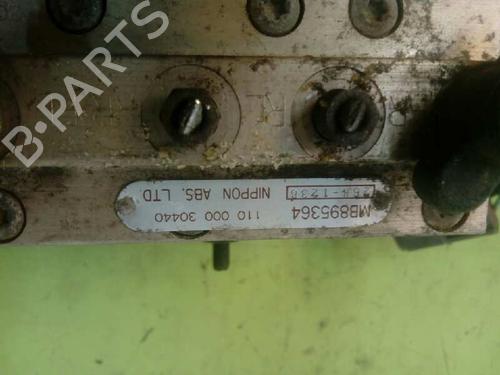 B-PARTS
MB895364
110 000 30440
NIPPON ABS. LTD